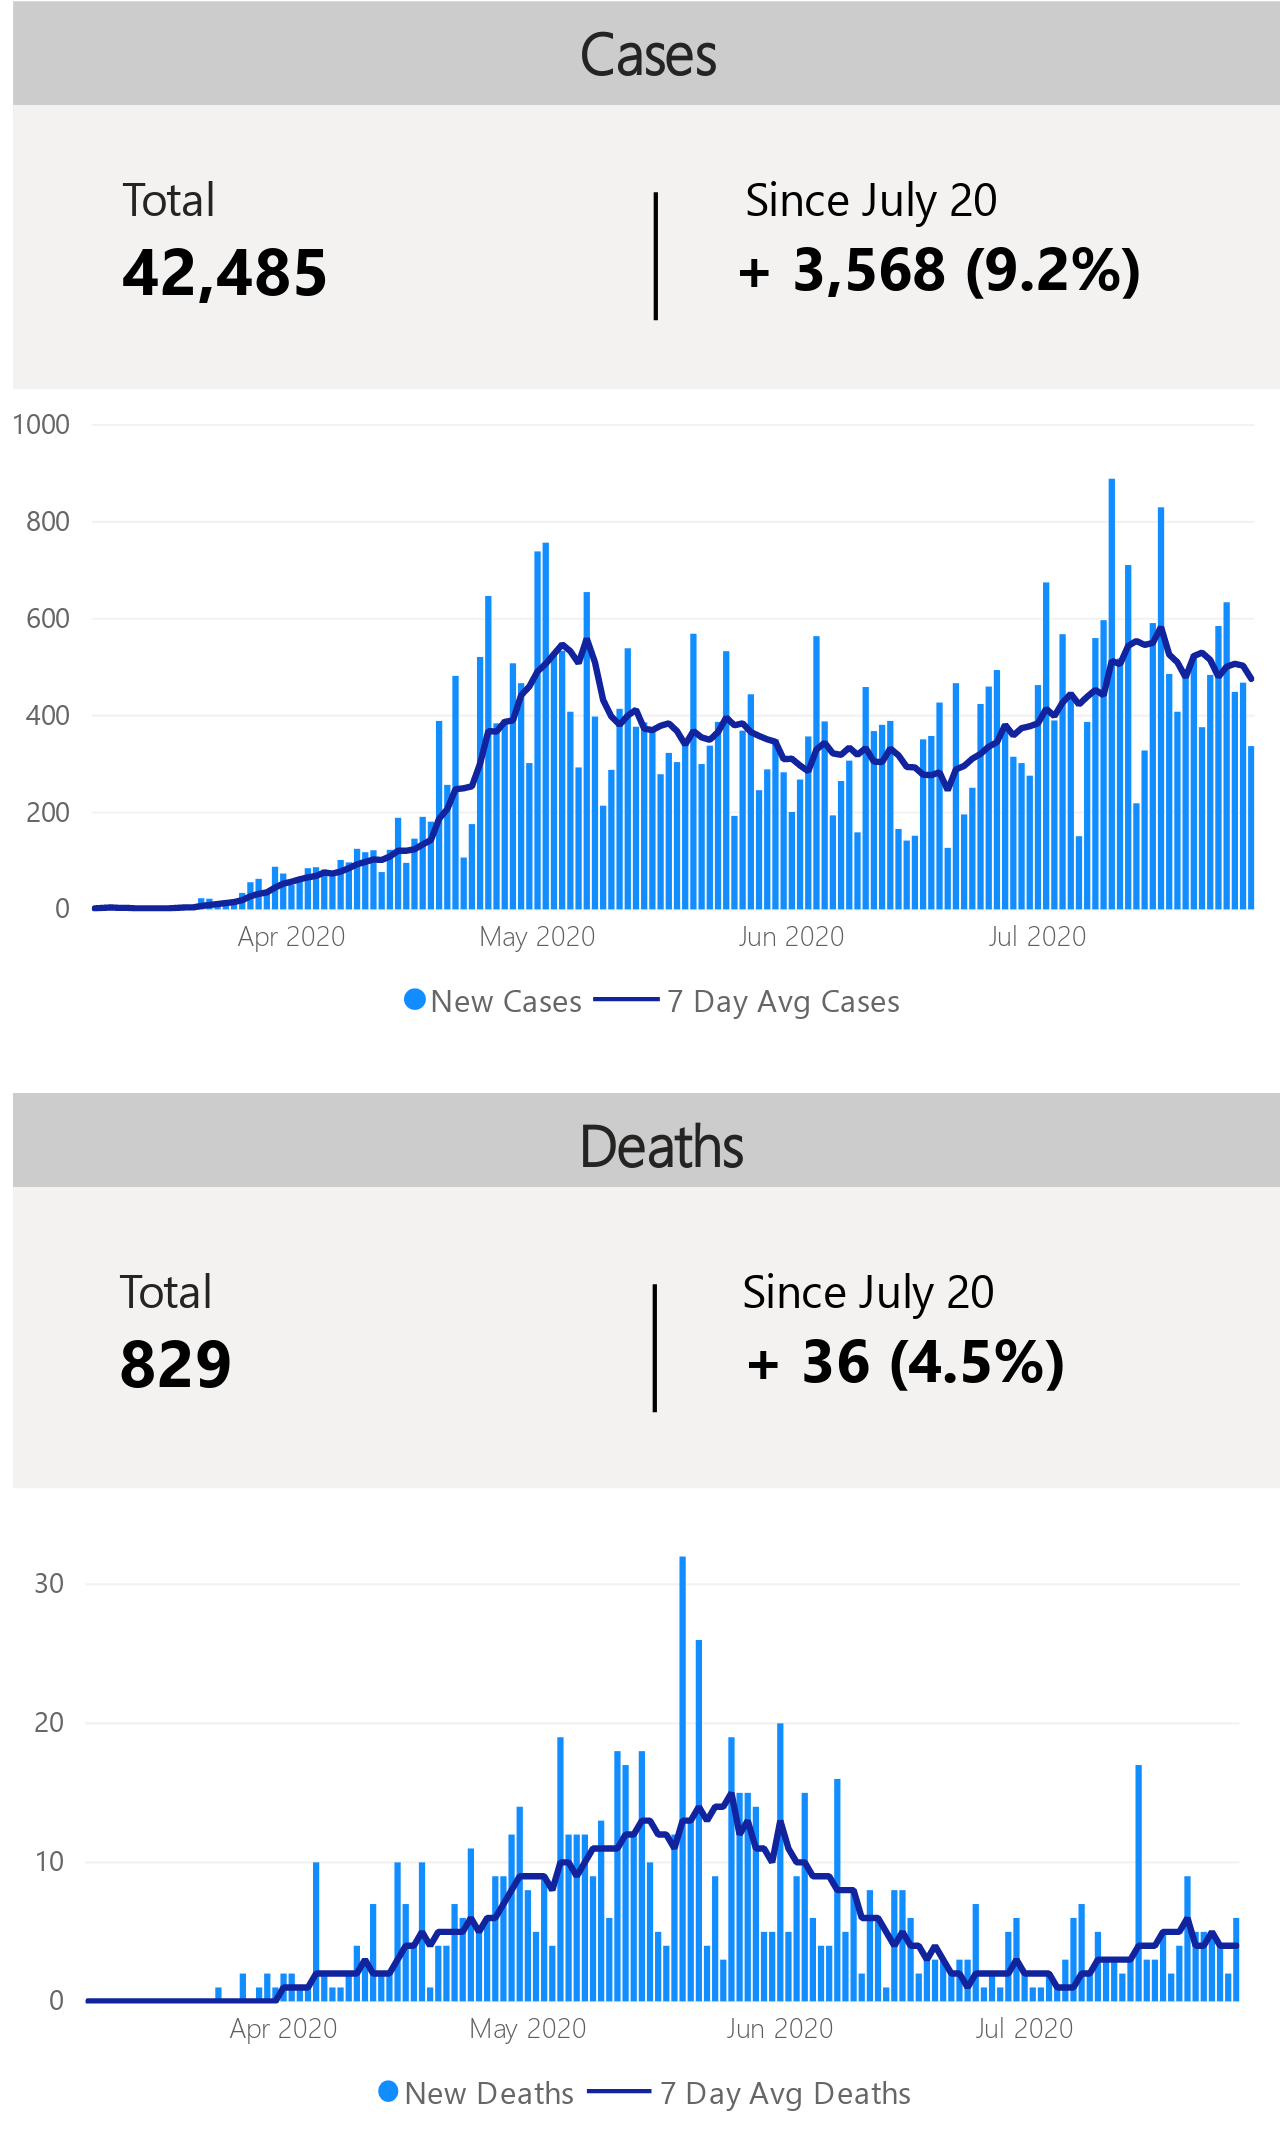 Cases
Total
Since July 20
42,485
+ 3,568 (9.2%)
1000
800
600
400
200
0
Apr 2020
May 2020
Jun 2020
Jul 2020
New Cases
7 Day Avg Cases
Deaths
Total
Since July 20
829
+ 36 (4.5%)
30
20
10
0
Apr 2020
May 2020
Jun 2020
Jul 2020
New Deaths
7 Day Avg Deaths